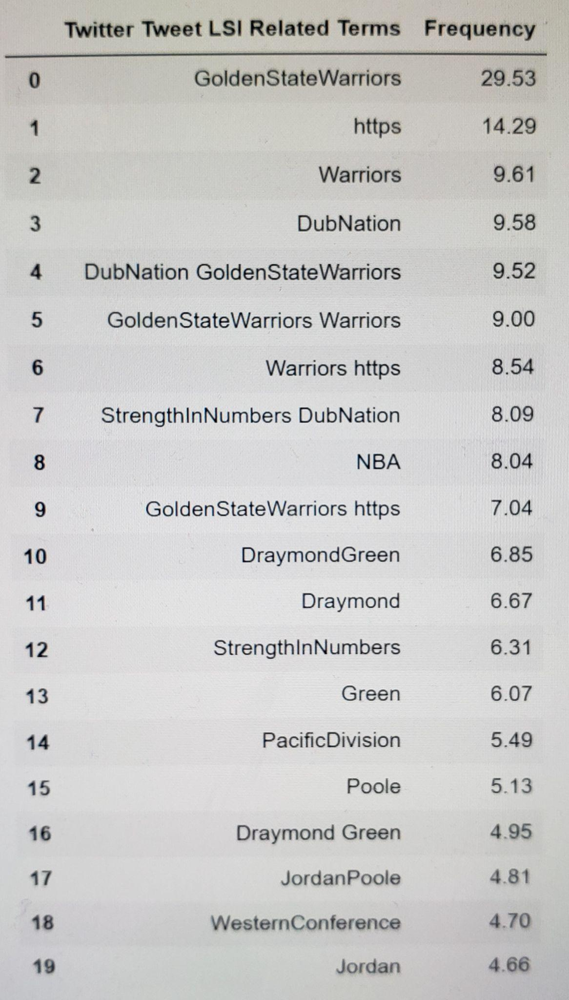 Twitter Tweet LSI Related Terms Frequency
0 GoldenStateWarriors 29.53
1 https 14.29
2 Warriors 9.61
3 DubNation 9.58
4 DubNation GoldenStateWarriors 9.52
5 GoldenStateWarriors Warriors 9.00
6 Warriors https 8.54
7 StrengthInNumbers DubNation 8.09
8 NBA 8.04
9 GoldenStateWarriors https 7.04
10 DraymondGreen 6.85
11 Draymond 6.67
12 StrengthInNumbers 6.31
13 Green 6.07
14 PacificDivision 5.49
15 Poole 5.13
16 Draymond Green 4.95
17 JordanPoole 4.81
18 WesternConference 4.70
19 Jordan 4.66